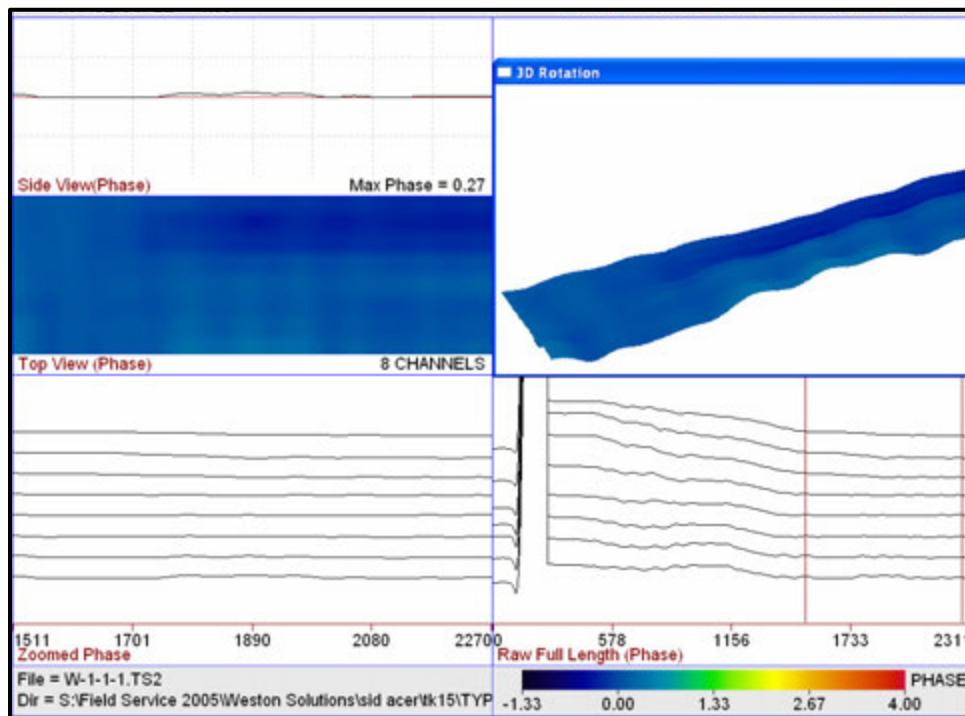 3D Rotation
Side View(Phase) Max Phase = 0.27
Top View (Phase) 8 CHANNELS
1511 1701 1890 2080 2270
Zoomed Phase
0 578 1156 1733 2311
Raw Full Length (Phase)
File = W-1-1-1.TS2
Dir = S:\Field Service 2005\Weston Solutions\sid acer\tk15\TYP
PHASE
-1.33 0.00 1.33 2.67 4.00